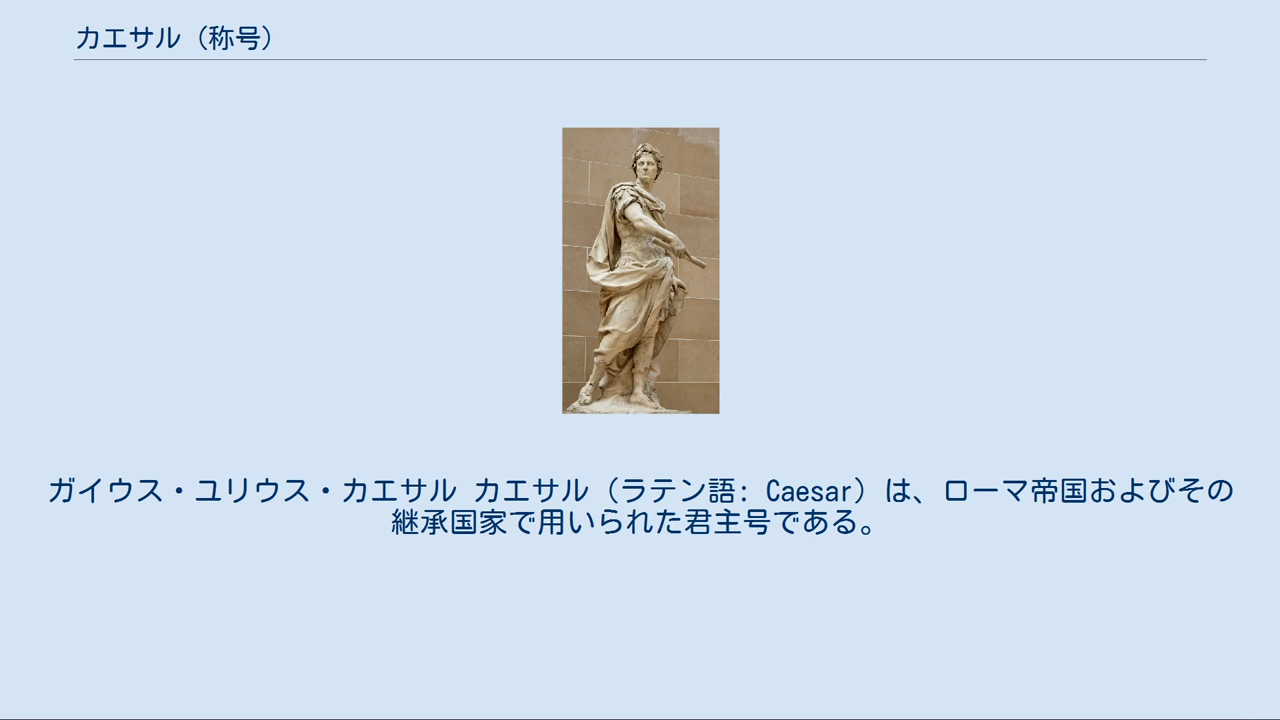 カエサル（称号）
ガイウス・ユリウス・カエサル カエサル（ラテン語: Caesar）は、ローマ帝国およびその
継承国家で用いられた君主号である。